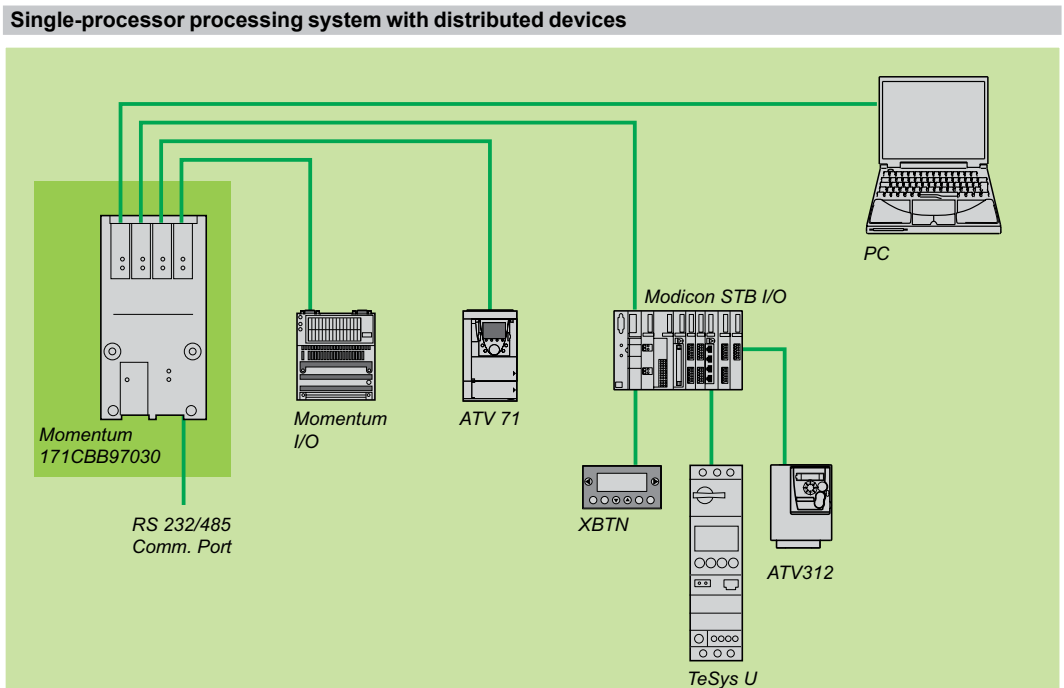 Single-processor processing system with distributed devices
PC
Modicon STB I/O
Momentum
I/O
ATV 71
Momentum
171CBB97030
XBTN
RS 232/485
Comm. Port
ATV312
TeSys U